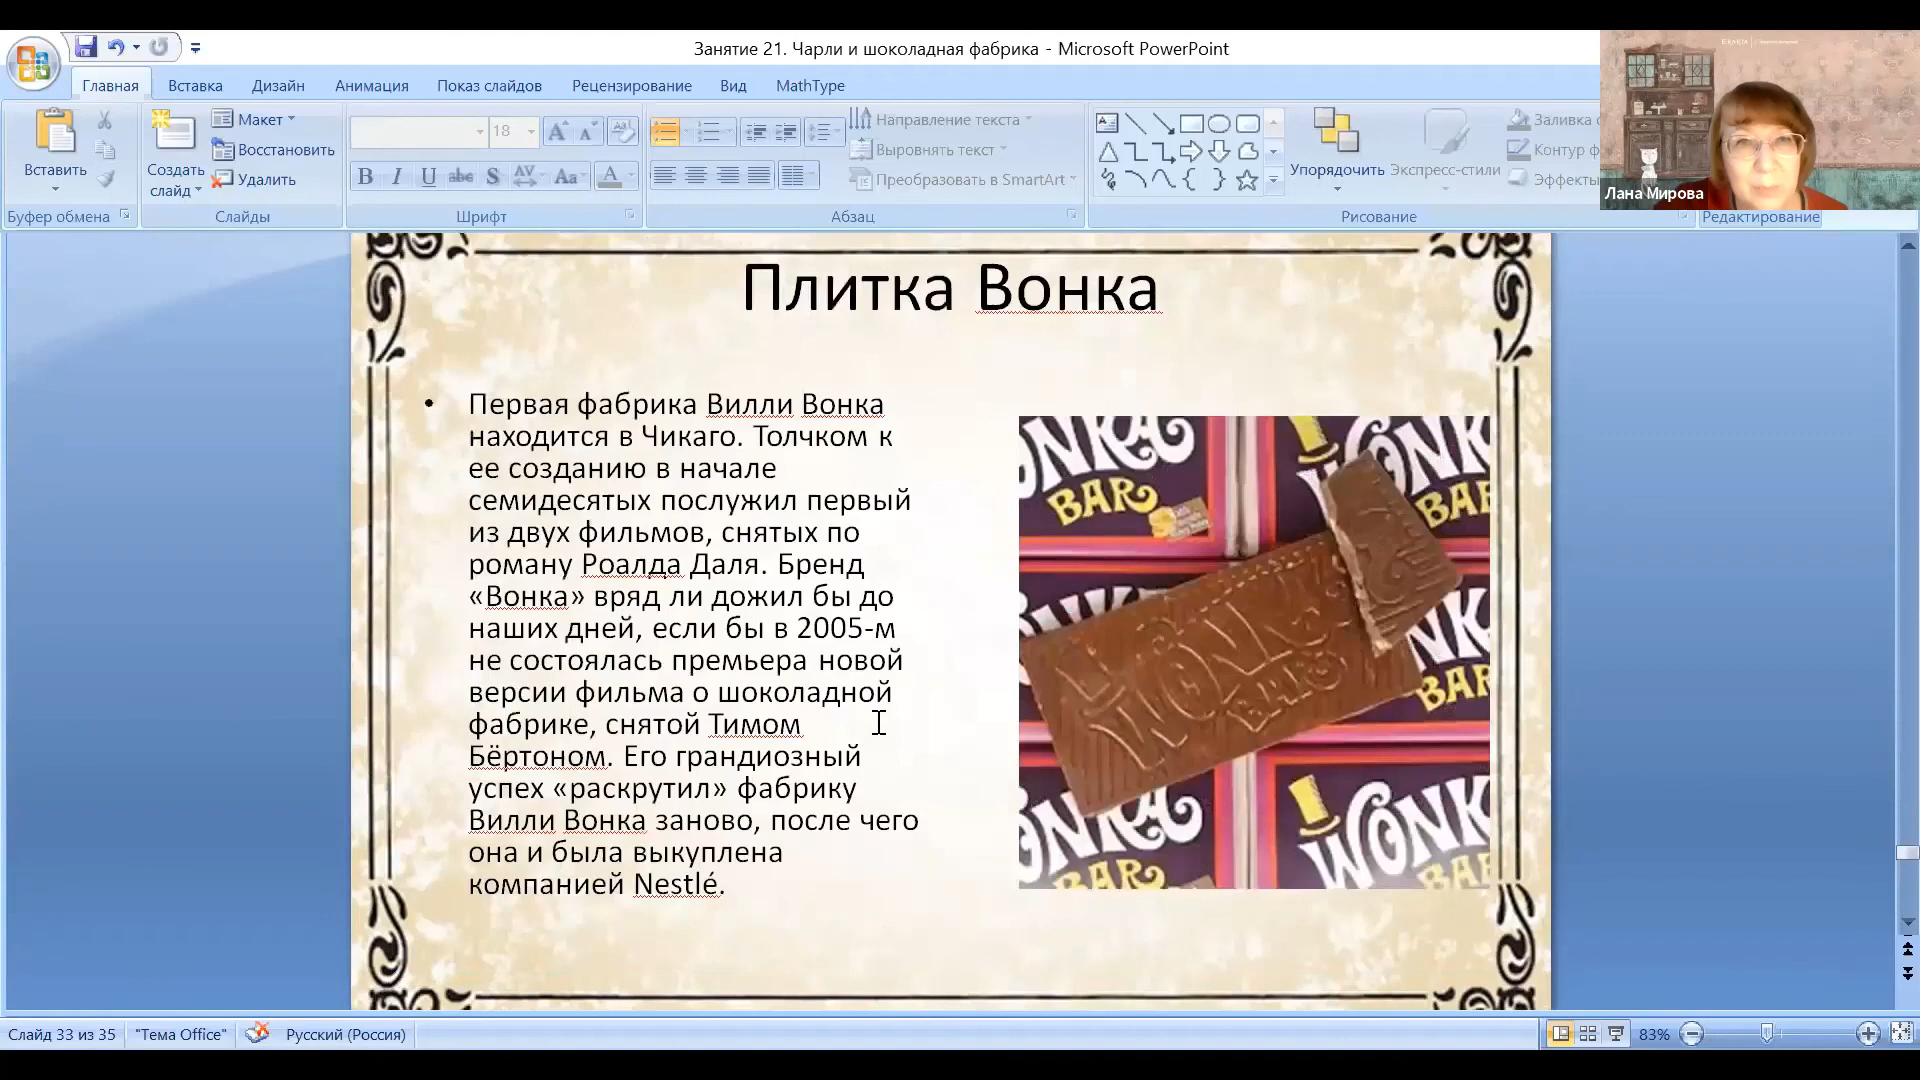 Занятие 21. Чарли и шоколадная фабрика - Microsoft PowerPoint
Главная Вставка Дизайн Анимация Показ слайдов Рецензирование Вид MathType
Вставить
Буфер обмена
Создать слайд
Макет
Восстановить
Удалить
Слайды
18
Шрифт
Направление текста
Выровнять текст
Преобразовать в SmartArt
Абзац
Упорядочить
Экспресс-стили
Заливка
Контур ф
Эффекты
Рисование
Редактирование
Лана Мирова
Плитка Вонка
• Первая фабрика Вилли Вонка
находится в Чикаго. Толчком к
ее созданию в начале
семидесятых послужил первый
из двух фильмов, снятых по
роману Роалда Даля. Бренд
«Вонка» вряд ли дожил бы до
наших дней, если бы в 2005-м
не состоялась премьера новой
версии фильма о шоколадной
фабрике, снятой Тимом
Бёртоном. Его грандиозный
успех «раскрутил» фабрику
Вилли Вонка заново, после чего
она и была выкуплена
компанией Nestlé.
WONKA
BAR
WONKA
BAR
Слайд 33 из 35 "Тема Office" Русский (Россия) 83%